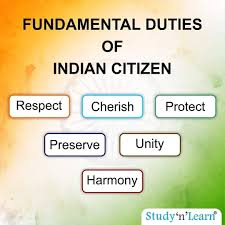 FUNDAMENTAL DUTIES
OF
INDIAN CITIZEN
Respect Cherish Protect
Preserve Unity
Harmony
Study‘n’Learn